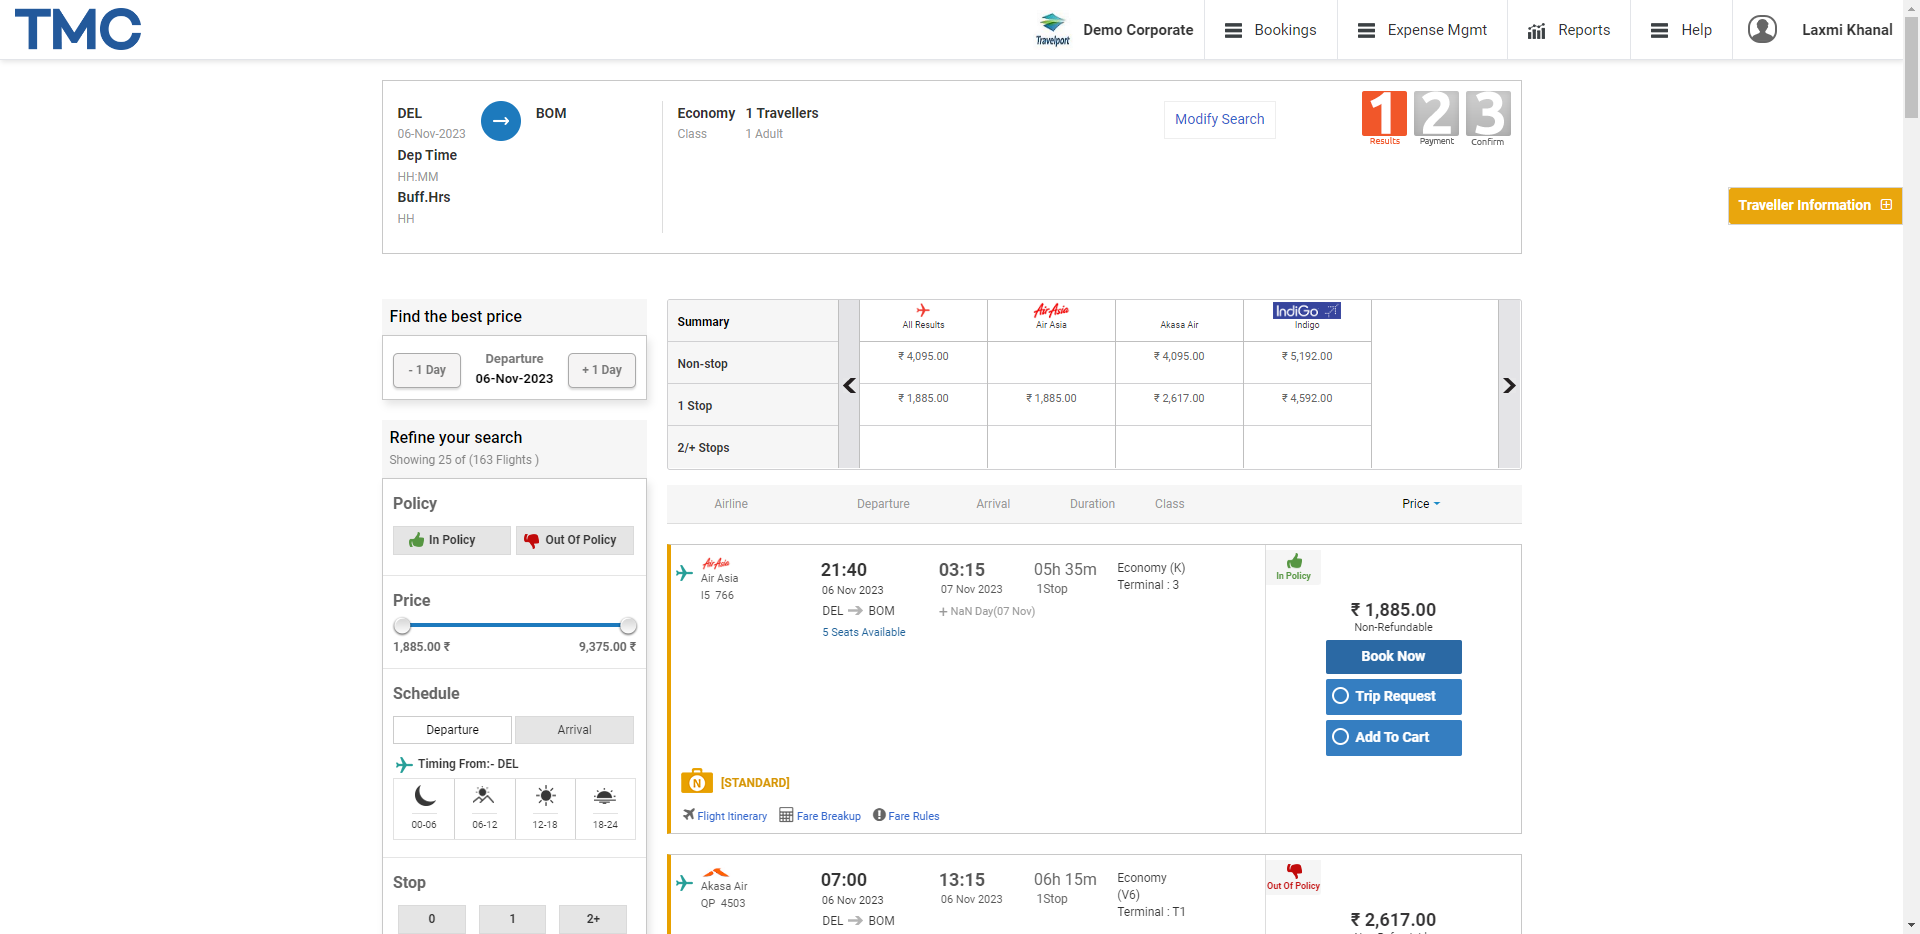 TMC
Travelport
Demo Corporate
Bookings
Expense Mgmt
Reports
Help
Laxmi Khanal
DEL
06-Nov-2023
BOM
Dep Time
HH:MM
Buff.Hrs
HH
Economy
Class
1 Travellers
1 Adult
Modify Search
1
Results
2
Payment
3
Confirm
Traveller Information
Find the best price
- 1 Day
Departure
06-Nov-2023
+ 1 Day
Refine your search
Showing 25 of (163 Flights )
Policy
In Policy
Out Of Policy
Price
1,885.00 ₹
9,375.00 ₹
Schedule
Departure
Arrival
Timing From:- DEL
00-06
06-12
12-18
18-24
Stop
0
1
2+
Summary
All Results
AirAsia
Air Asia
Akasa Air
IndiGo
Indigo
Non-stop
₹ 4,095.00
₹ 4,095.00
₹ 5,192.00
1 Stop
₹ 1,885.00
₹ 1,885.00
₹ 2,617.00
₹ 4,592.00
2/+ Stops
Airline
Departure
Arrival
Duration
Class
Price
AirAsia
Air Asia
I5 766
21:40
06 Nov 2023
DEL
BOM
5 Seats Available
03:15
07 Nov 2023
+ NaN Day(07 Nov)
05h 35m
1Stop
Economy (K)
Terminal : 3
In Policy
₹ 1,885.00
Non-Refundable
Book Now
Trip Request
Add To Cart
N
[STANDARD]
Flight Itinerary
Fare Breakup
Fare Rules
Akasa Air
QP 4503
07:00
06 Nov 2023
DEL
BOM
13:15
06 Nov 2023
06h 15m
1Stop
Economy
(V6)
Terminal : T1
Out Of Policy
₹ 2,617.00